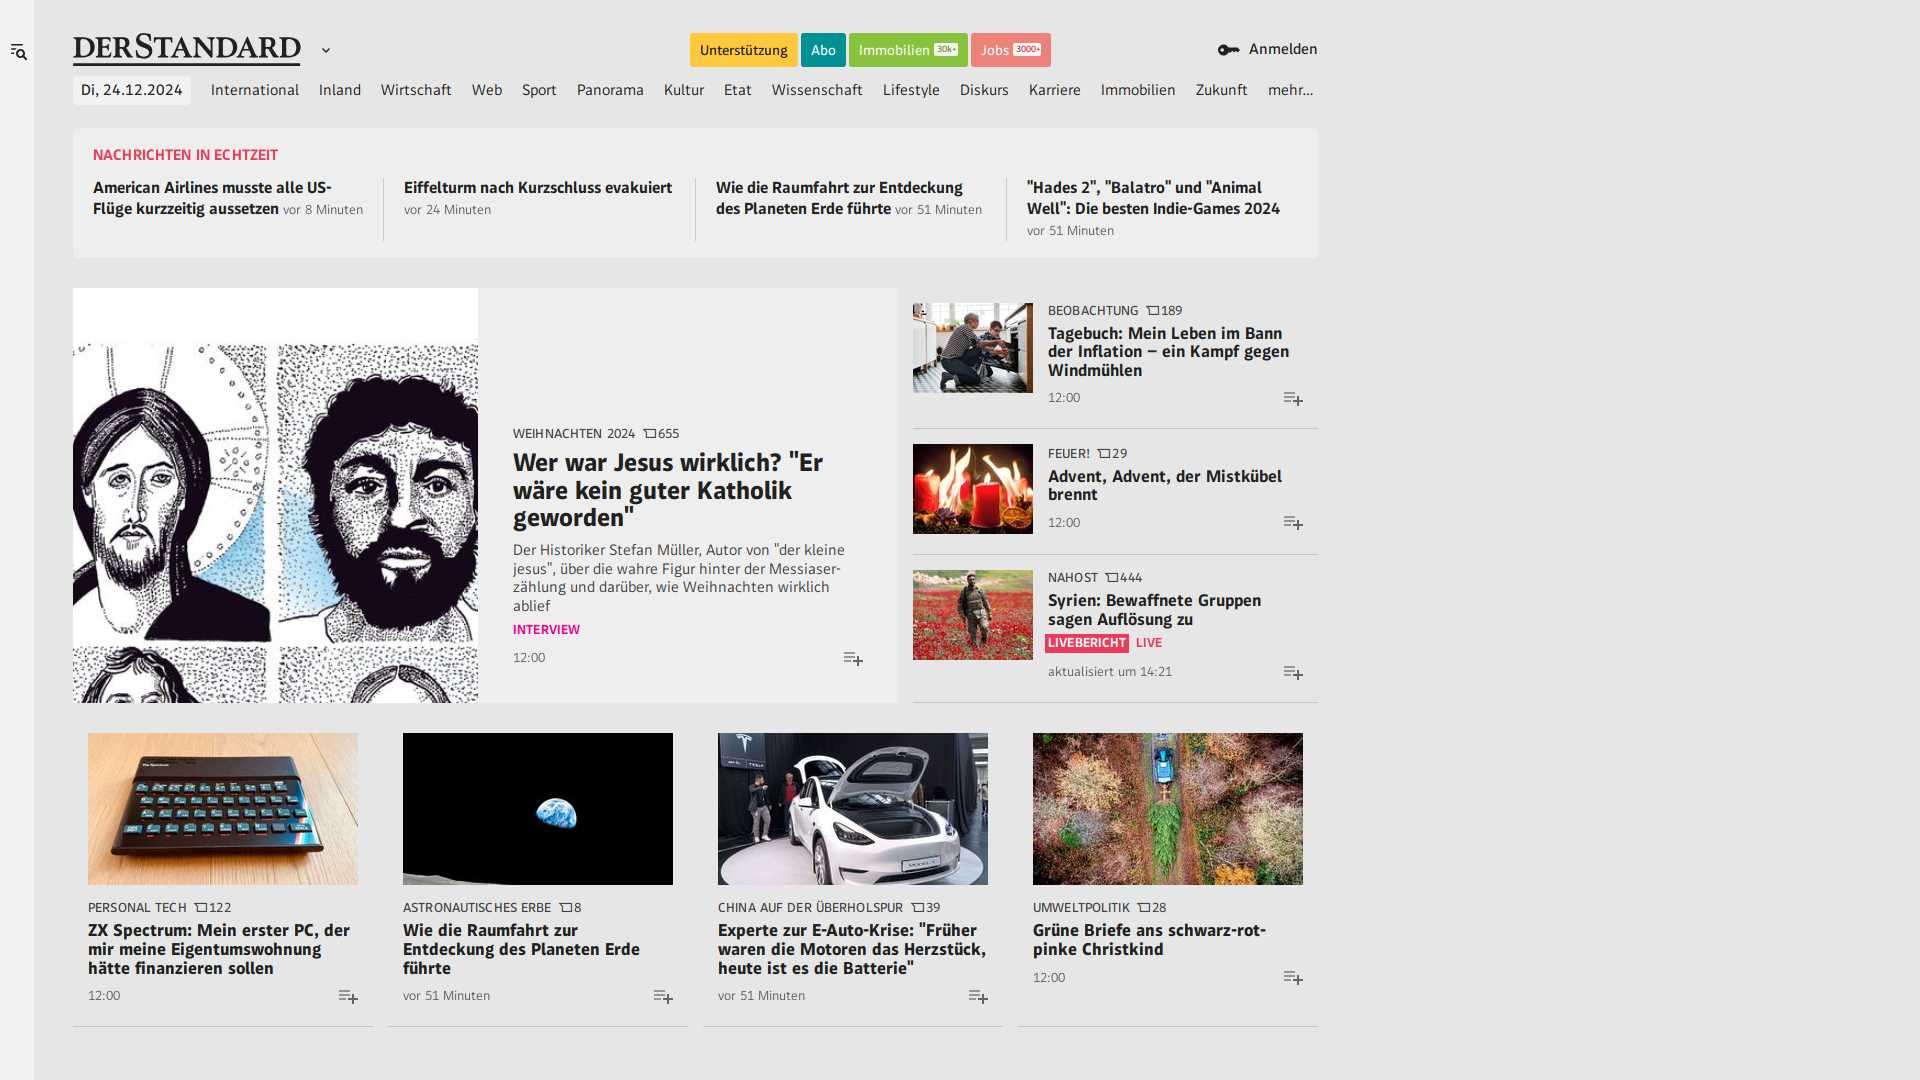 DERSTANDARD
Unterstützung Abo Immobilien 30k+ Jobs 3000+
Anmelden
Di, 24.12.2024 International Inland Wirtschaft Web Sport Panorama Kultur Etat Wissenschaft Lifestyle Diskurs Karriere Immobilien Zukunft mehr...
NACHRICHTEN IN ECHTZEIT
American Airlines musste alle US-
Flüge kurzzeitig aussetzen vor 8 Minuten
Eiffelturm nach Kurzschluss evakuiert
vor 24 Minuten
Wie die Raumfahrt zur Entdeckung
des Planeten Erde führte vor 51 Minuten
"Hades 2", "Balatro" und "Animal
Well": Die besten Indie-Games 2024
vor 51 Minuten
WEIHNACHTEN 2024 655
Wer war Jesus wirklich? "Er
wäre kein guter Katholik
geworden"
Der Historiker Stefan Müller, Autor von "der kleine
jesus", über die wahre Figur hinter der Messiaser-
zählung und darüber, wie Weihnachten wirklich
ablief
INTERVIEW
12:00
BEOBACHTUNG 189
Tagebuch: Mein Leben im Bann
der Inflation – ein Kampf gegen
Windmühlen
12:00
FEUER! 29
Advent, Advent, der Mistkübel
brennt
12:00
NAHOST 444
Syrien: Bewaffnete Gruppen
sagen Auflösung zu
LIVEBERICHT LIVE
aktualisiert um 14:21
PERSONAL TECH 122
ZX Spectrum: Mein erster PC, der
mir meine Eigentumswohnung
hätte finanzieren sollen
12:00
ASTRONAUTISCHES ERBE 8
Wie die Raumfahrt zur
Entdeckung des Planeten Erde
führte
vor 51 Minuten
TESLA
CHINA AUF DER ÜBERHOLSPUR 39
Experte zur E-Auto-Krise: "Früher
waren die Motoren das Herzstück,
heute ist es die Batterie"
vor 51 Minuten
UMWELTPOLITIK 28
Grüne Briefe ans schwarz-rot-
pinke Christkind
12:00